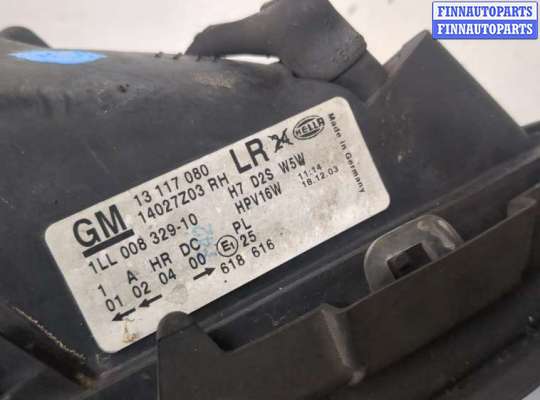 FINNAUTOPARTS
FINNAUTOPARTS
GM 13 117 080 LR HELLA
14027Z03 RH H7 D2S W5W 11:14
1LL 008 329-10 HPV16W 18.12.03
Made in Germany
1 A HR DC PL
01 02 04 00 E1 25
618 616